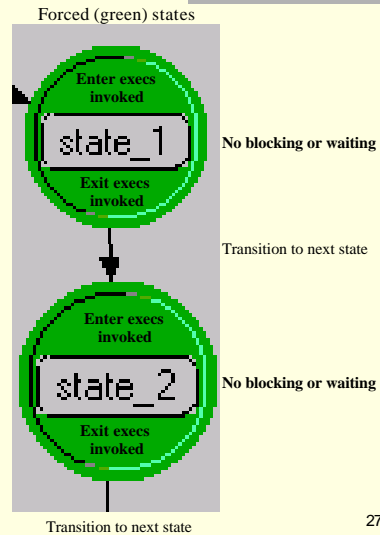 Forced (green) states
Enter execs
invoked
state_1
No blocking or waiting
Exit execs
invoked
Transition to next state
Enter execs
invoked
state_2
No blocking or waiting
Exit execs
invoked
Transition to next state
27